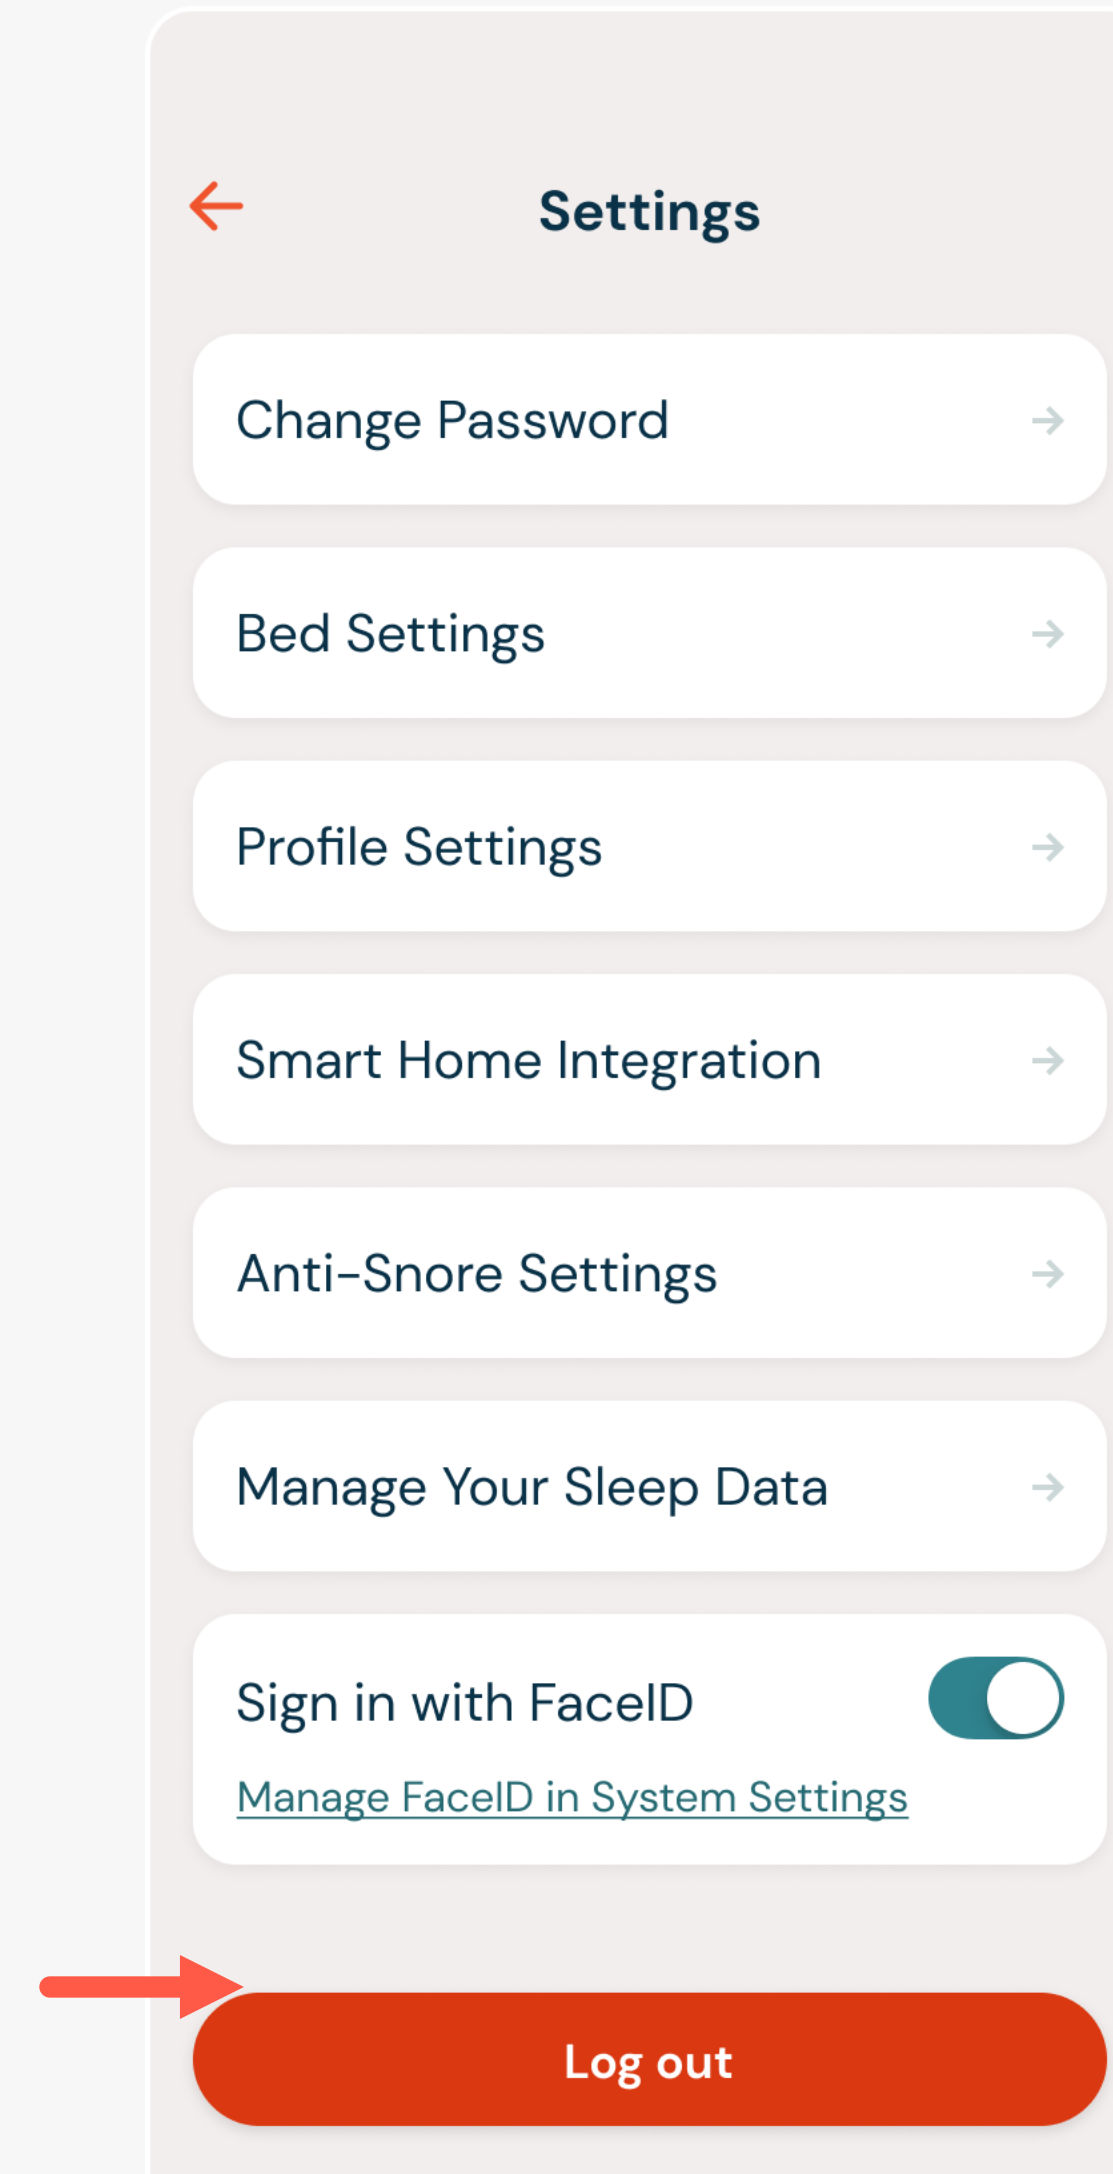 Settings
Change Password
Bed Settings
Profile Settings
Smart Home Integration
Anti-Snore Settings
Manage Your Sleep Data
Sign in with FaceID
Manage FaceID in System Settings
Log out